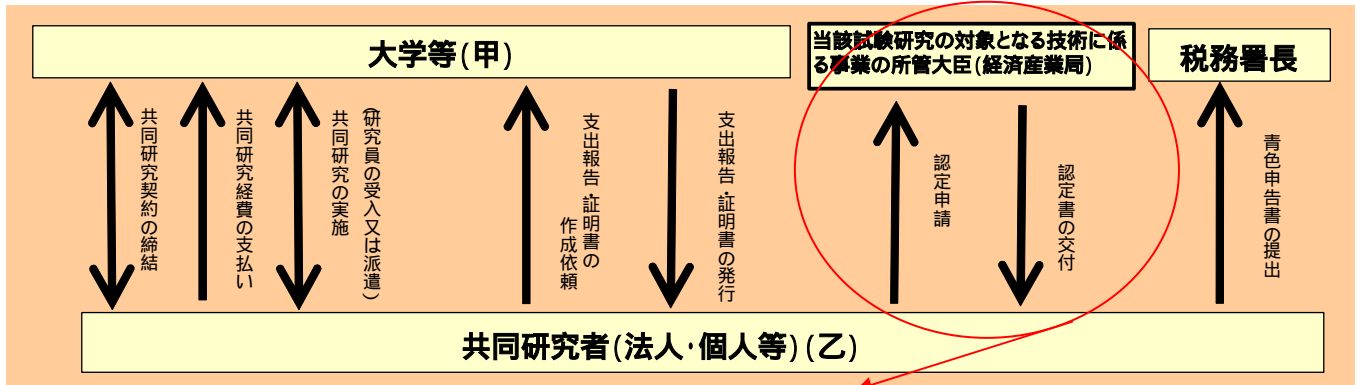 大学等(甲)
当該試験研究の対象となる技術に係
る事業の所管大臣(経済産業局)
税務署長
共同研究契約の締結
共同研究経費の支払い
(研究員の受入又は派遣)
共同研究の実施
支出報告・証明書の
作成依頼
支出報告・証明書の発行
認定申請
認定書の交付
青色申告書の提出
共同研究者(法人・個人等)(乙)